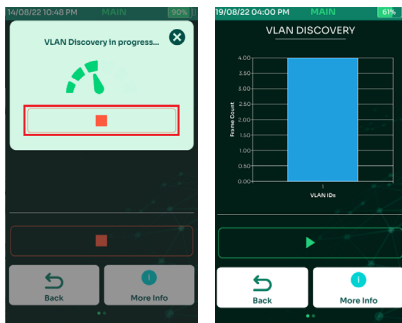 14/08/22 10:48 PM MAIN 90%
VLAN Discovery in progress...
Back
More Info
19/08/22 04:00 PM MAIN 61%
VLAN DISCOVERY
Frame Count
4.00
3.50
3.00
2.50
2.00
1.50
1.00
0.50
0.00
1
VLAN IDs
Back
More Info